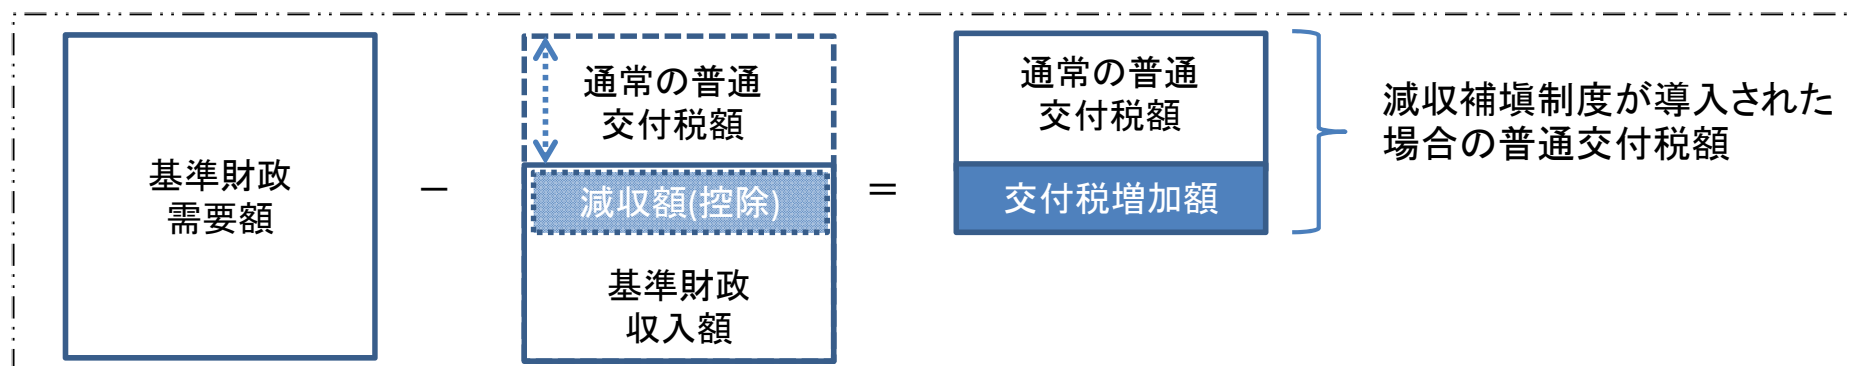 基準財政
需要額
－
通常の普通
交付税額
減収額(控除)
基準財政
収入額
＝
通常の普通
交付税額
交付税増加額
減収補塡制度が導入された
場合の普通交付税額